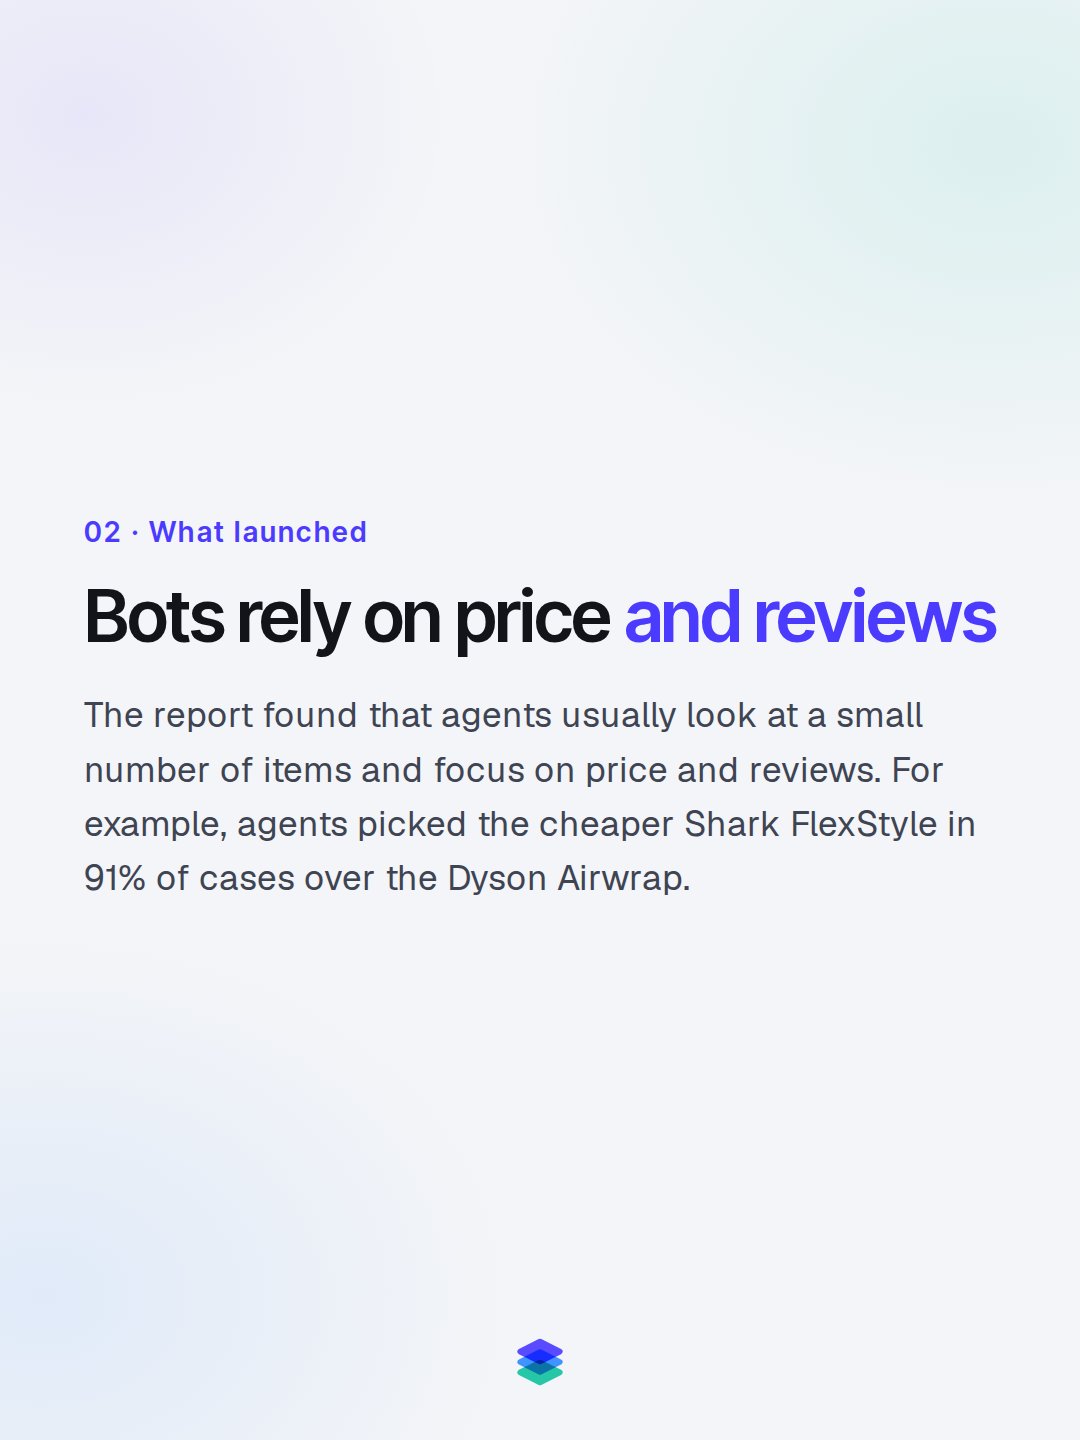 02 · What launched
Bots rely on price and reviews
The report found that agents usually look at a small
number of items and focus on price and reviews. For
example, agents picked the cheaper Shark FlexStyle in
91% of cases over the Dyson Airwrap.